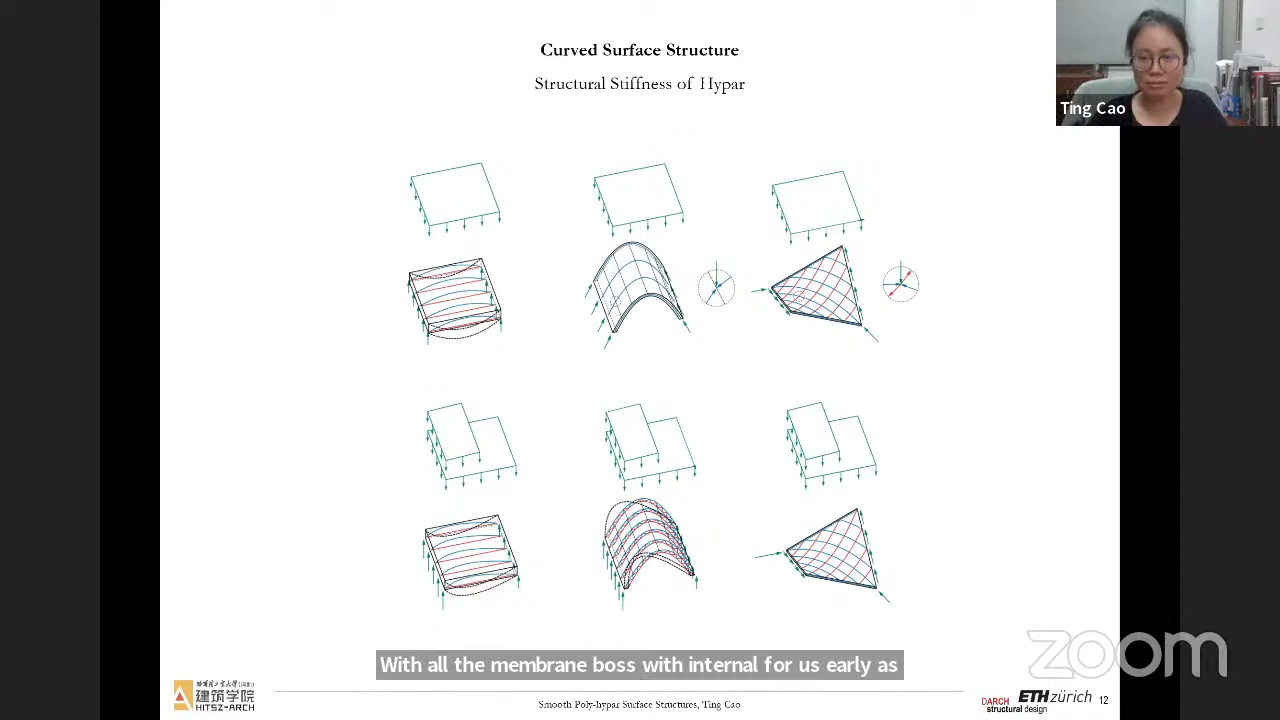 Curved Surface Structure
Structural Stiffness of Hypar
Ting Cao
With all the membrane boss with internal for us early as
zoom
建筑学院
HITSZ-ARCH
Smooth Poly-hypar Surface Structures, Ting Cao
DARCH
structural design
ETH zürich
12